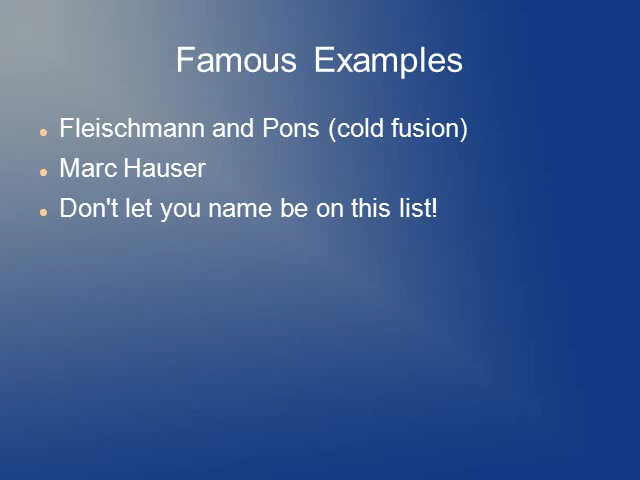 Famous Examples
Fleischmann and Pons (cold fusion)
Marc Hauser
Don't let you name be on this list!